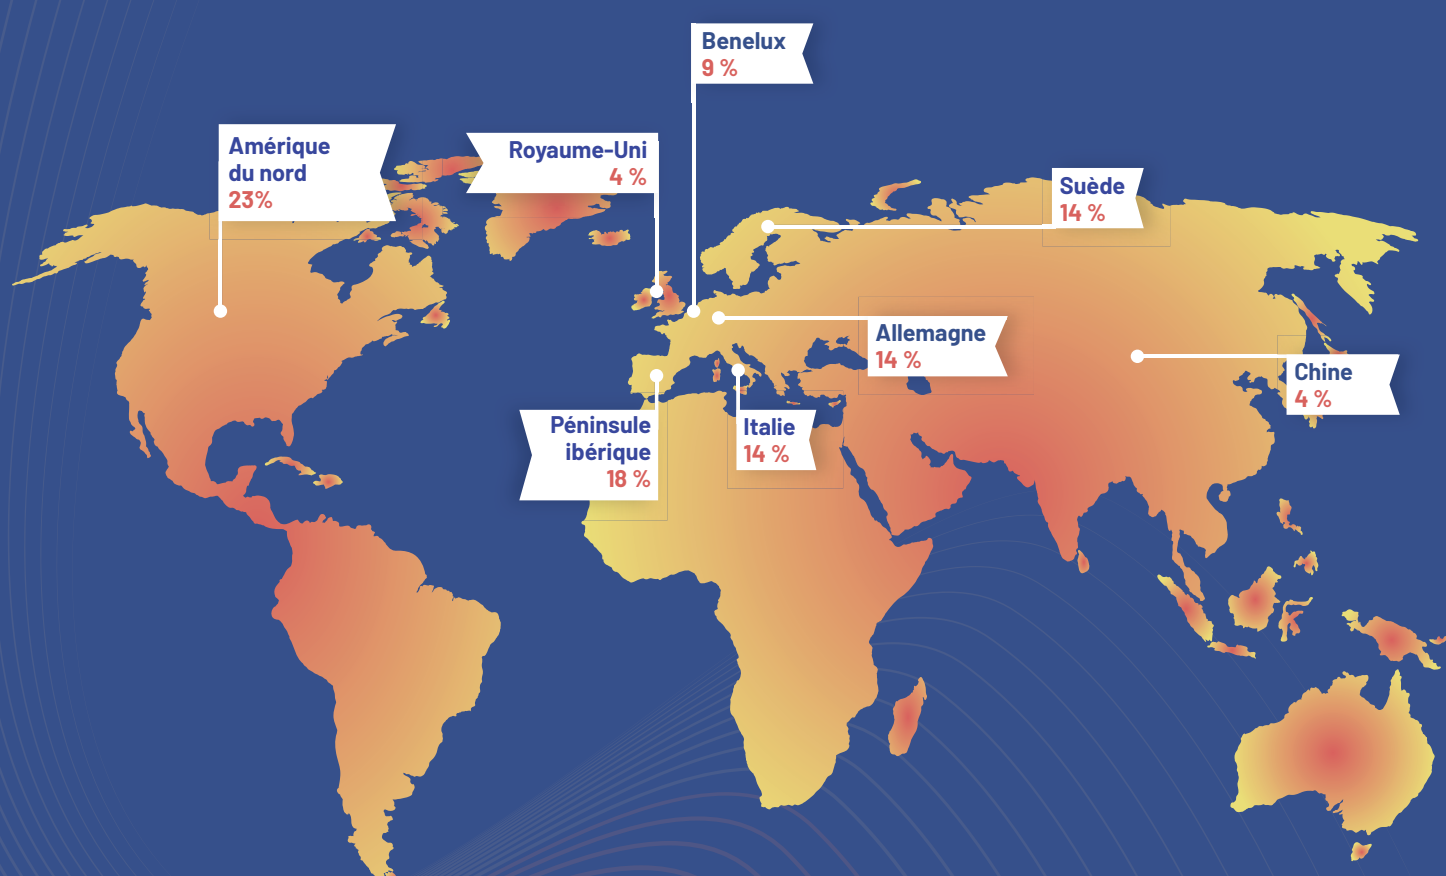 Benelux
9 %
Amérique
du nord
23%
Royaume-Uni
4 %
Suède
14 %
Allemagne
14 %
Chine
4 %
Péninsule
ibérique
18 %
Italie
14 %